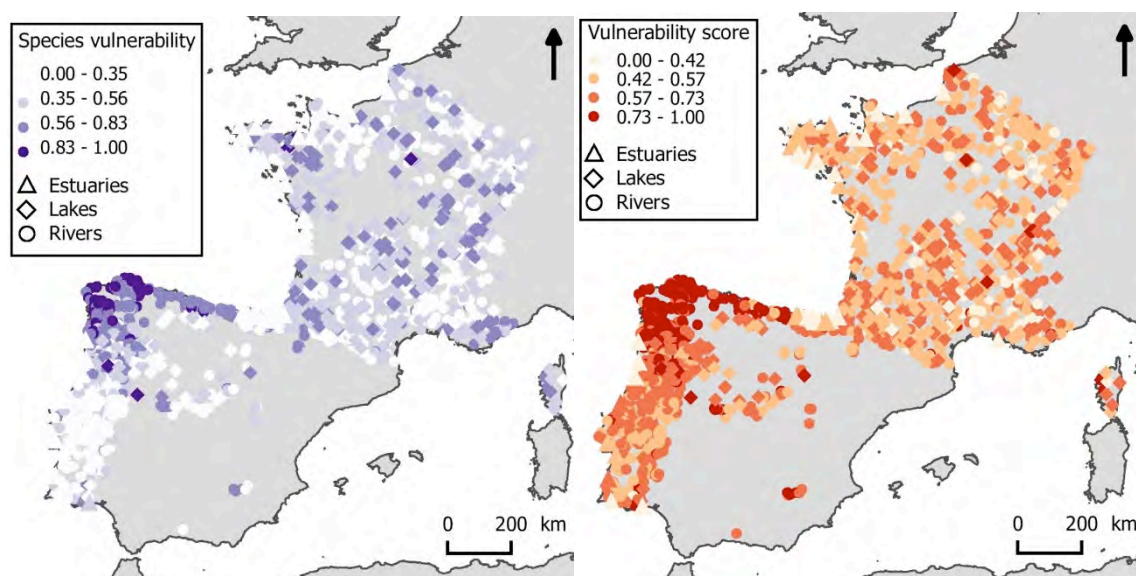 Species vulnerability
0.00 - 0.35
0.35 - 0.56
0.56 - 0.83
0.83 - 1.00
Estuaries
Lakes
Rivers
0 200 km
Vulnerability score
0.00 - 0.42
0.42 - 0.57
0.57 - 0.73
0.73 - 1.00
Estuaries
Lakes
Rivers
0 200 km